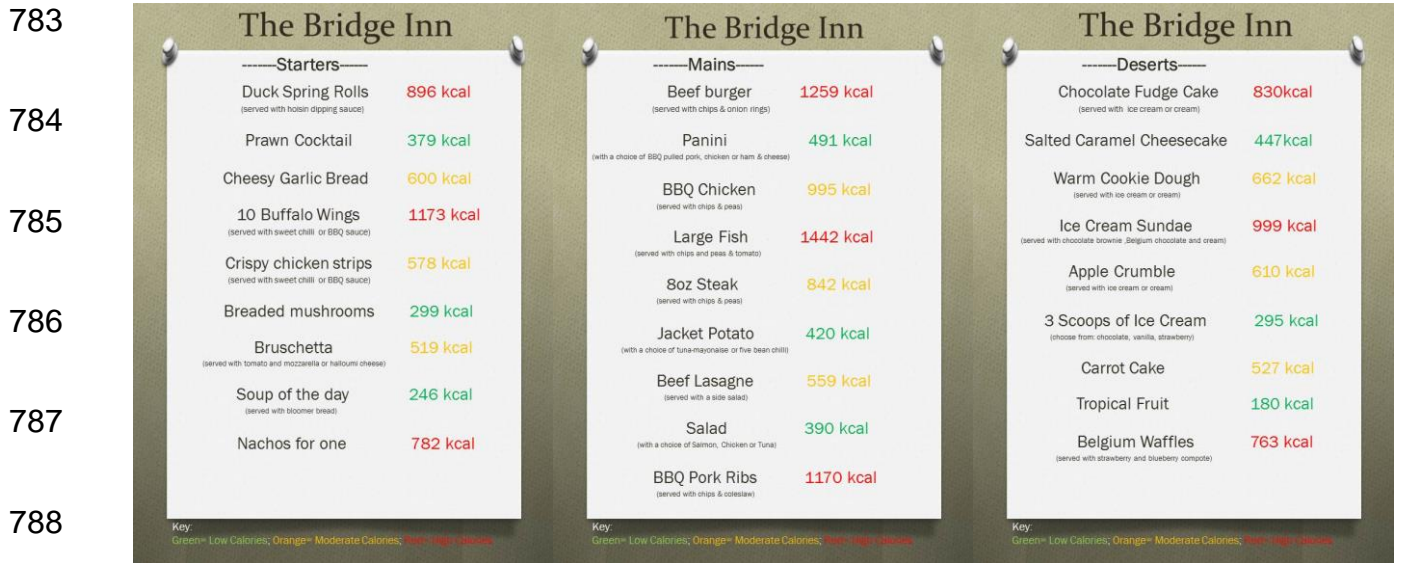 783
784
785
786
787
788
The Bridge Inn
-------Starters------
Duck Spring Rolls 896 kcal
(served with hoisin dipping sauce)
Prawn Cocktail 379 kcal
Cheesy Garlic Bread 600 kcal
10 Buffalo Wings 1173 kcal
(served with sweet chilli or BBQ sauce)
Crispy chicken strips 578 kcal
(served with sweet chilli or BBQ sauce)
Breaded mushrooms 299 kcal
Bruschetta 519 kcal
(served with tomato and mozzarella or halloumi cheese)
Soup of the day 246 kcal
(served with bloomer bread)
Nachos for one 782 kcal
Key:
Green= Low Calories; Orange= Moderate Calories; Red= High Calories
The Bridge Inn
-------Mains------
Beef burger 1259 kcal
(served with chips & onion rings)
Panini 491 kcal
(with a choice of BBQ pulled pork, chicken or ham & cheese)
BBQ Chicken 995 kcal
(served with chips & peas)
Large Fish 1442 kcal
(served with chips and peas & tomato)
8oz Steak 842 kcal
(served with chips & peas)
Jacket Potato 420 kcal
(with a choice of tuna-mayonaise or five bean chilli)
Beef Lasagne 559 kcal
(served with a side salad)
Salad 390 kcal
(with a choice of Salmon, Chicken or Tuna)
BBQ Pork Ribs 1170 kcal
(served with chips & coleslaw)
Key:
Green= Low Calories; Orange= Moderate Calories; Red= High Calories
The Bridge Inn
-------Deserts------
Chocolate Fudge Cake 830kcal
(served with ice cream or cream)
Salted Caramel Cheesecake 447kcal
Warm Cookie Dough 662 kcal
(served with ice cream or cream)
Ice Cream Sundae 999 kcal
(served with chocolate brownie ,Belgium chocolate and cream)
Apple Crumble 610 kcal
(served with ice cream or cream)
3 Scoops of Ice Cream 295 kcal
(choose from: chocolate, vanilla, strawberry)
Carrot Cake 527 kcal
Tropical Fruit 180 kcal
Belgium Waffles 763 kcal
(served with strawberry and blueberry compote)
Key:
Green= Low Calories; Orange= Moderate Calories; Red= High Calories